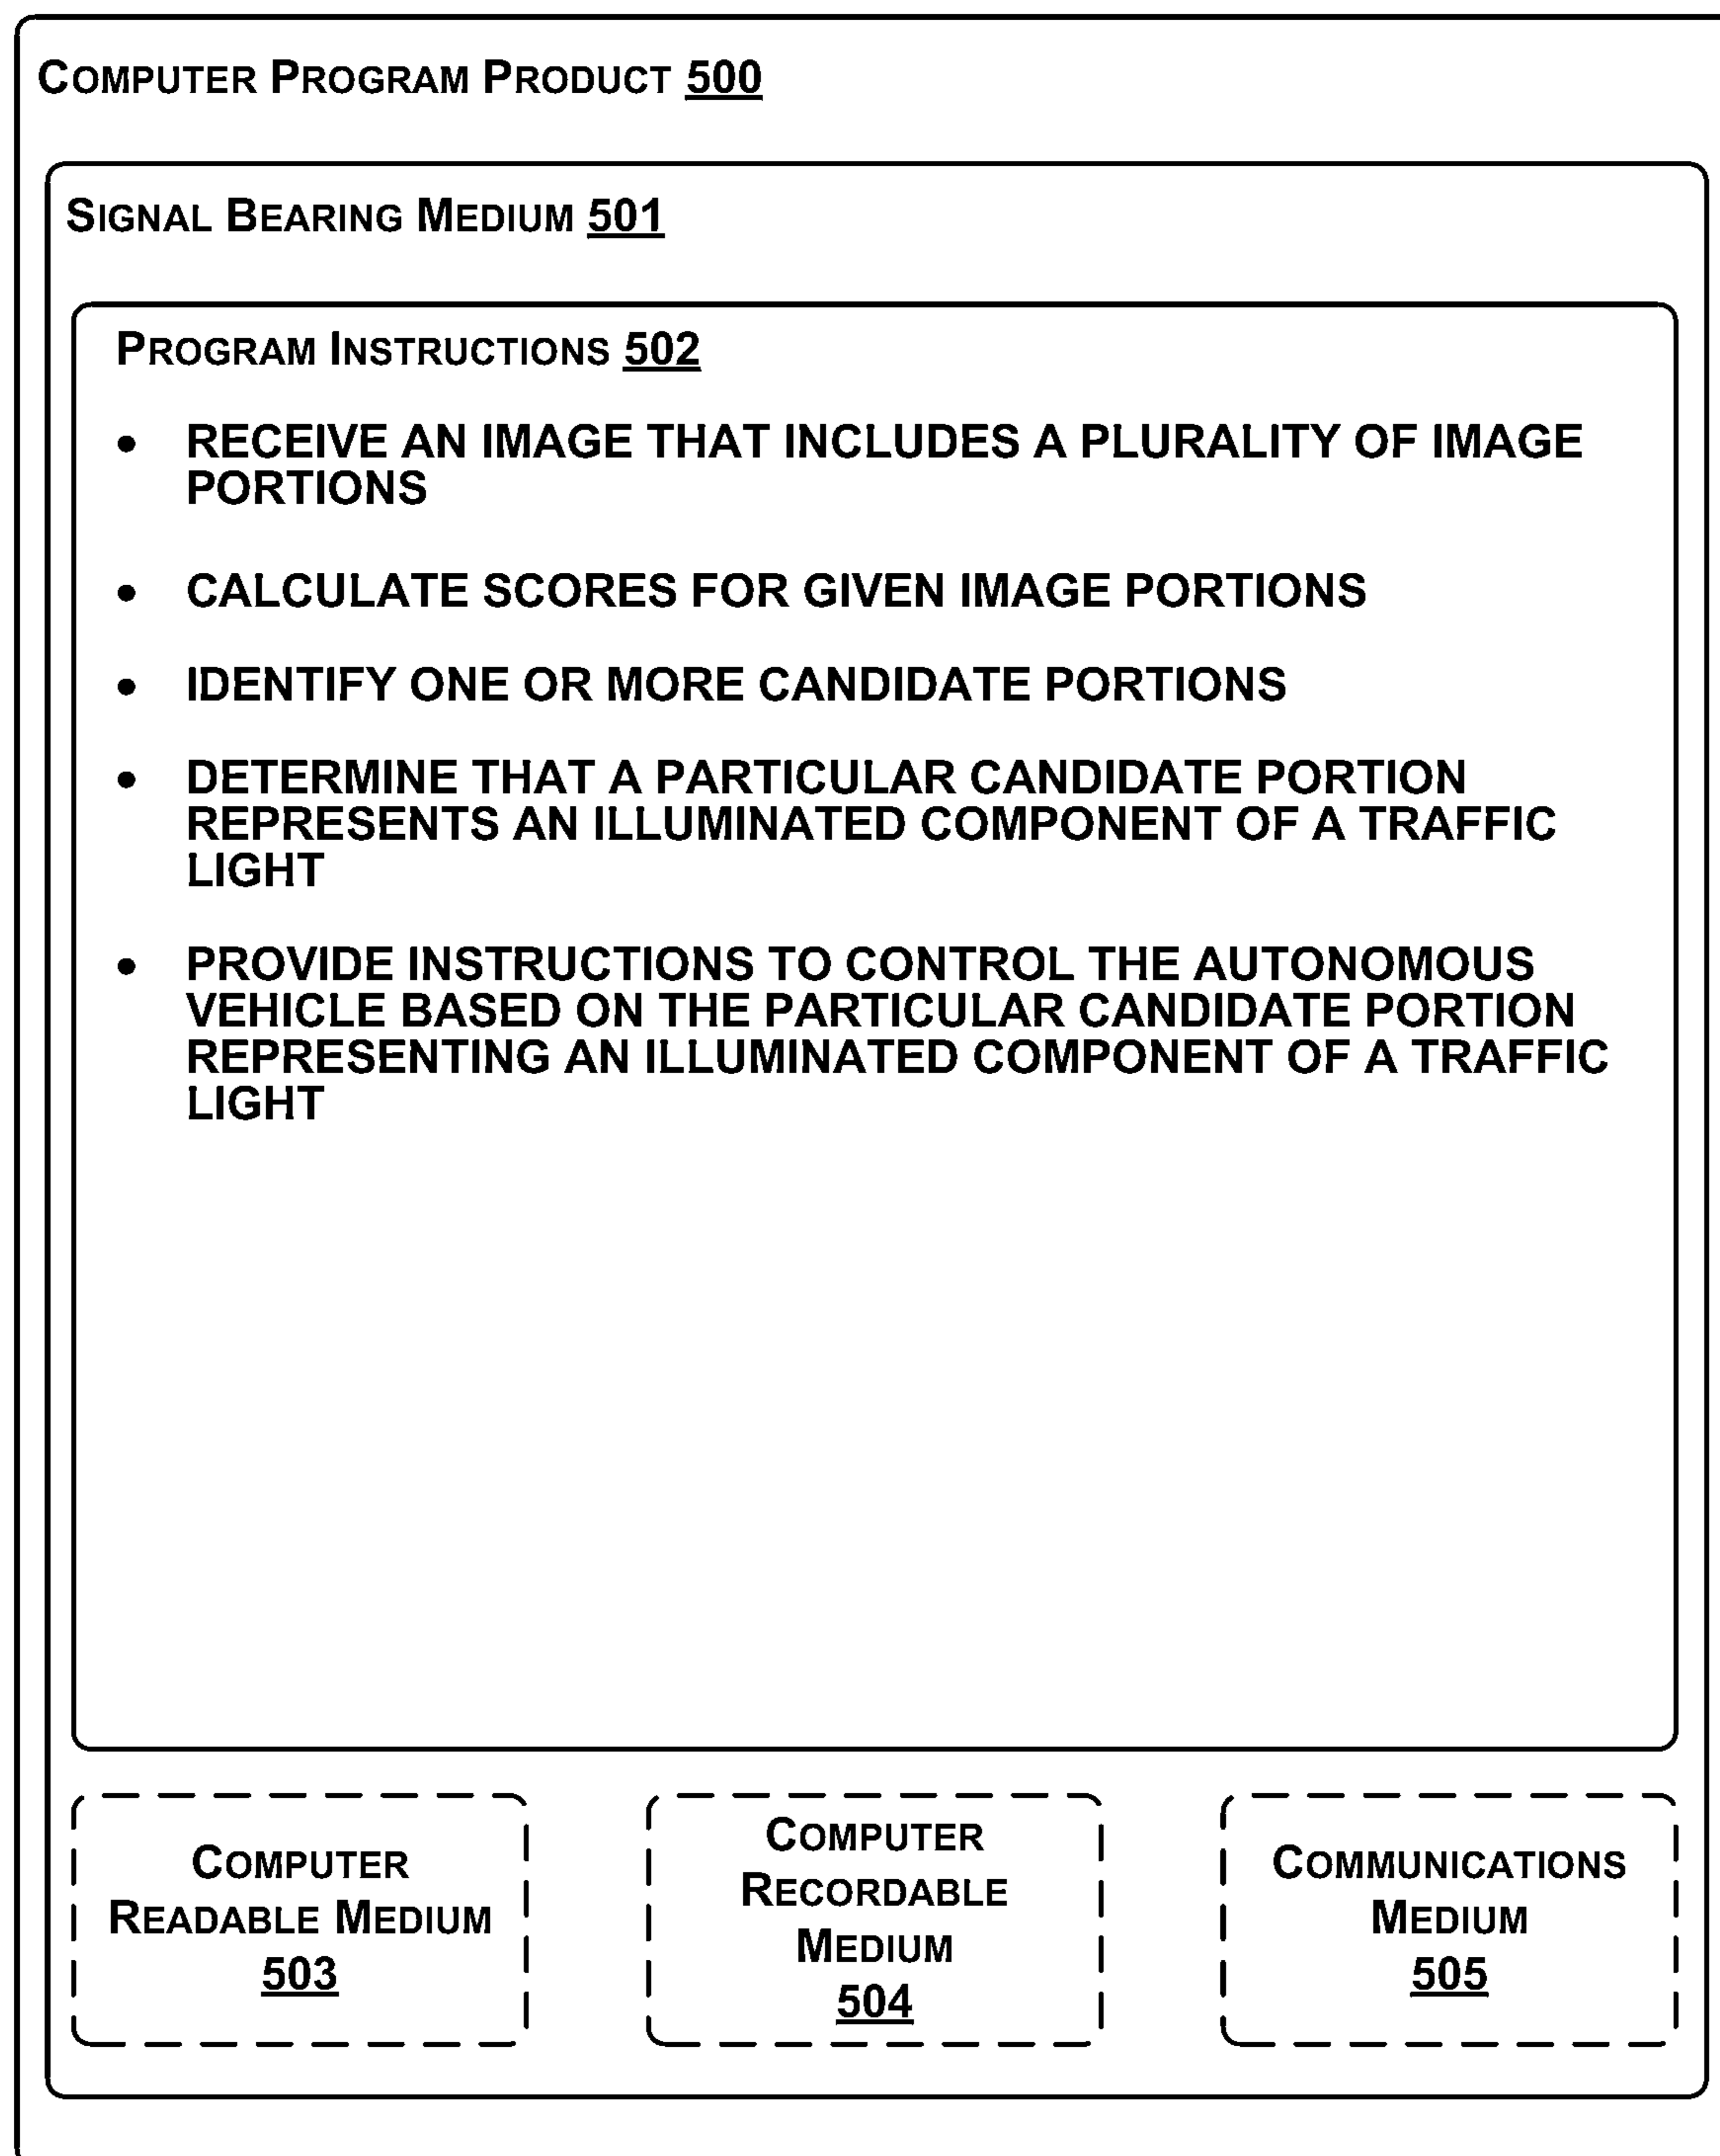 COMPUTER PROGRAM PRODUCT 500
SIGNAL BEARING MEDIUM 501
PROGRAM INSTRUCTIONS 502
• RECEIVE AN IMAGE THAT INCLUDES A PLURALITY OF IMAGE
PORTIONS
• CALCULATE SCORES FOR GIVEN IMAGE PORTIONS
• IDENTIFY ONE OR MORE CANDIDATE PORTIONS
• DETERMINE THAT A PARTICULAR CANDIDATE PORTION
REPRESENTS AN ILLUMINATED COMPONENT OF A TRAFFIC
LIGHT
• PROVIDE INSTRUCTIONS TO CONTROL THE AUTONOMOUS
VEHICLE BASED ON THE PARTICULAR CANDIDATE PORTION
REPRESENTING AN ILLUMINATED COMPONENT OF A TRAFFIC
LIGHT
COMPUTER
READABLE MEDIUM
503
COMPUTER
RECORDABLE
MEDIUM
504
COMMUNICATIONS
MEDIUM
505